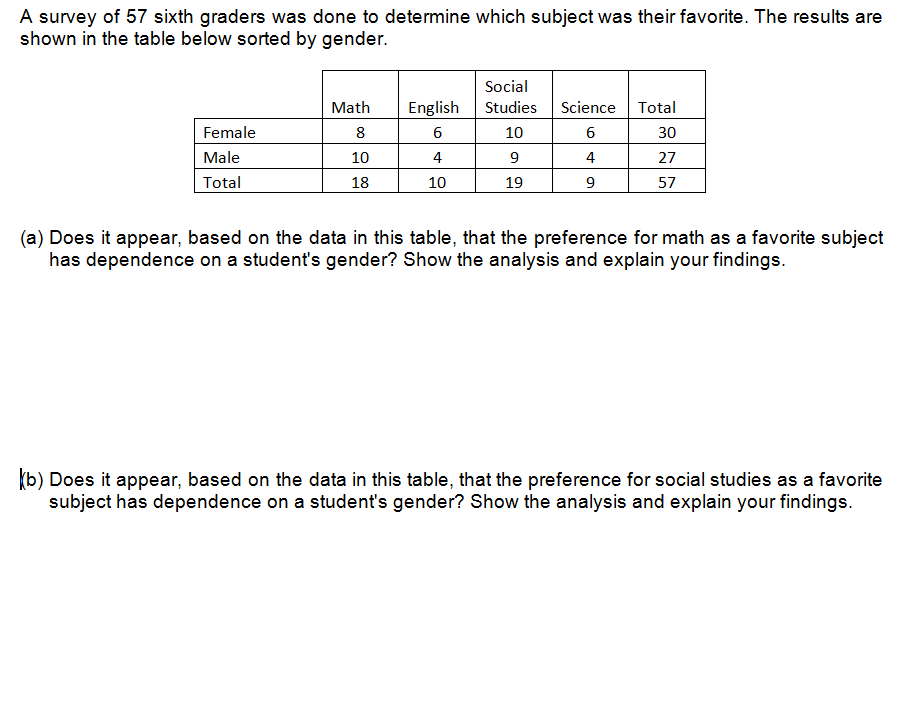 A survey of 57 sixth graders was done to determine which subject was their favorite. The results are
shown in the table below sorted by gender.
Math English Social Studies Science Total
Female 8 6 10 6 30
Male 10 4 9 4 27
Total 18 10 19 9 57
(a) Does it appear, based on the data in this table, that the preference for math as a favorite subject
has dependence on a student's gender? Show the analysis and explain your findings.
(b) Does it appear, based on the data in this table, that the preference for social studies as a favorite
subject has dependence on a student's gender? Show the analysis and explain your findings.